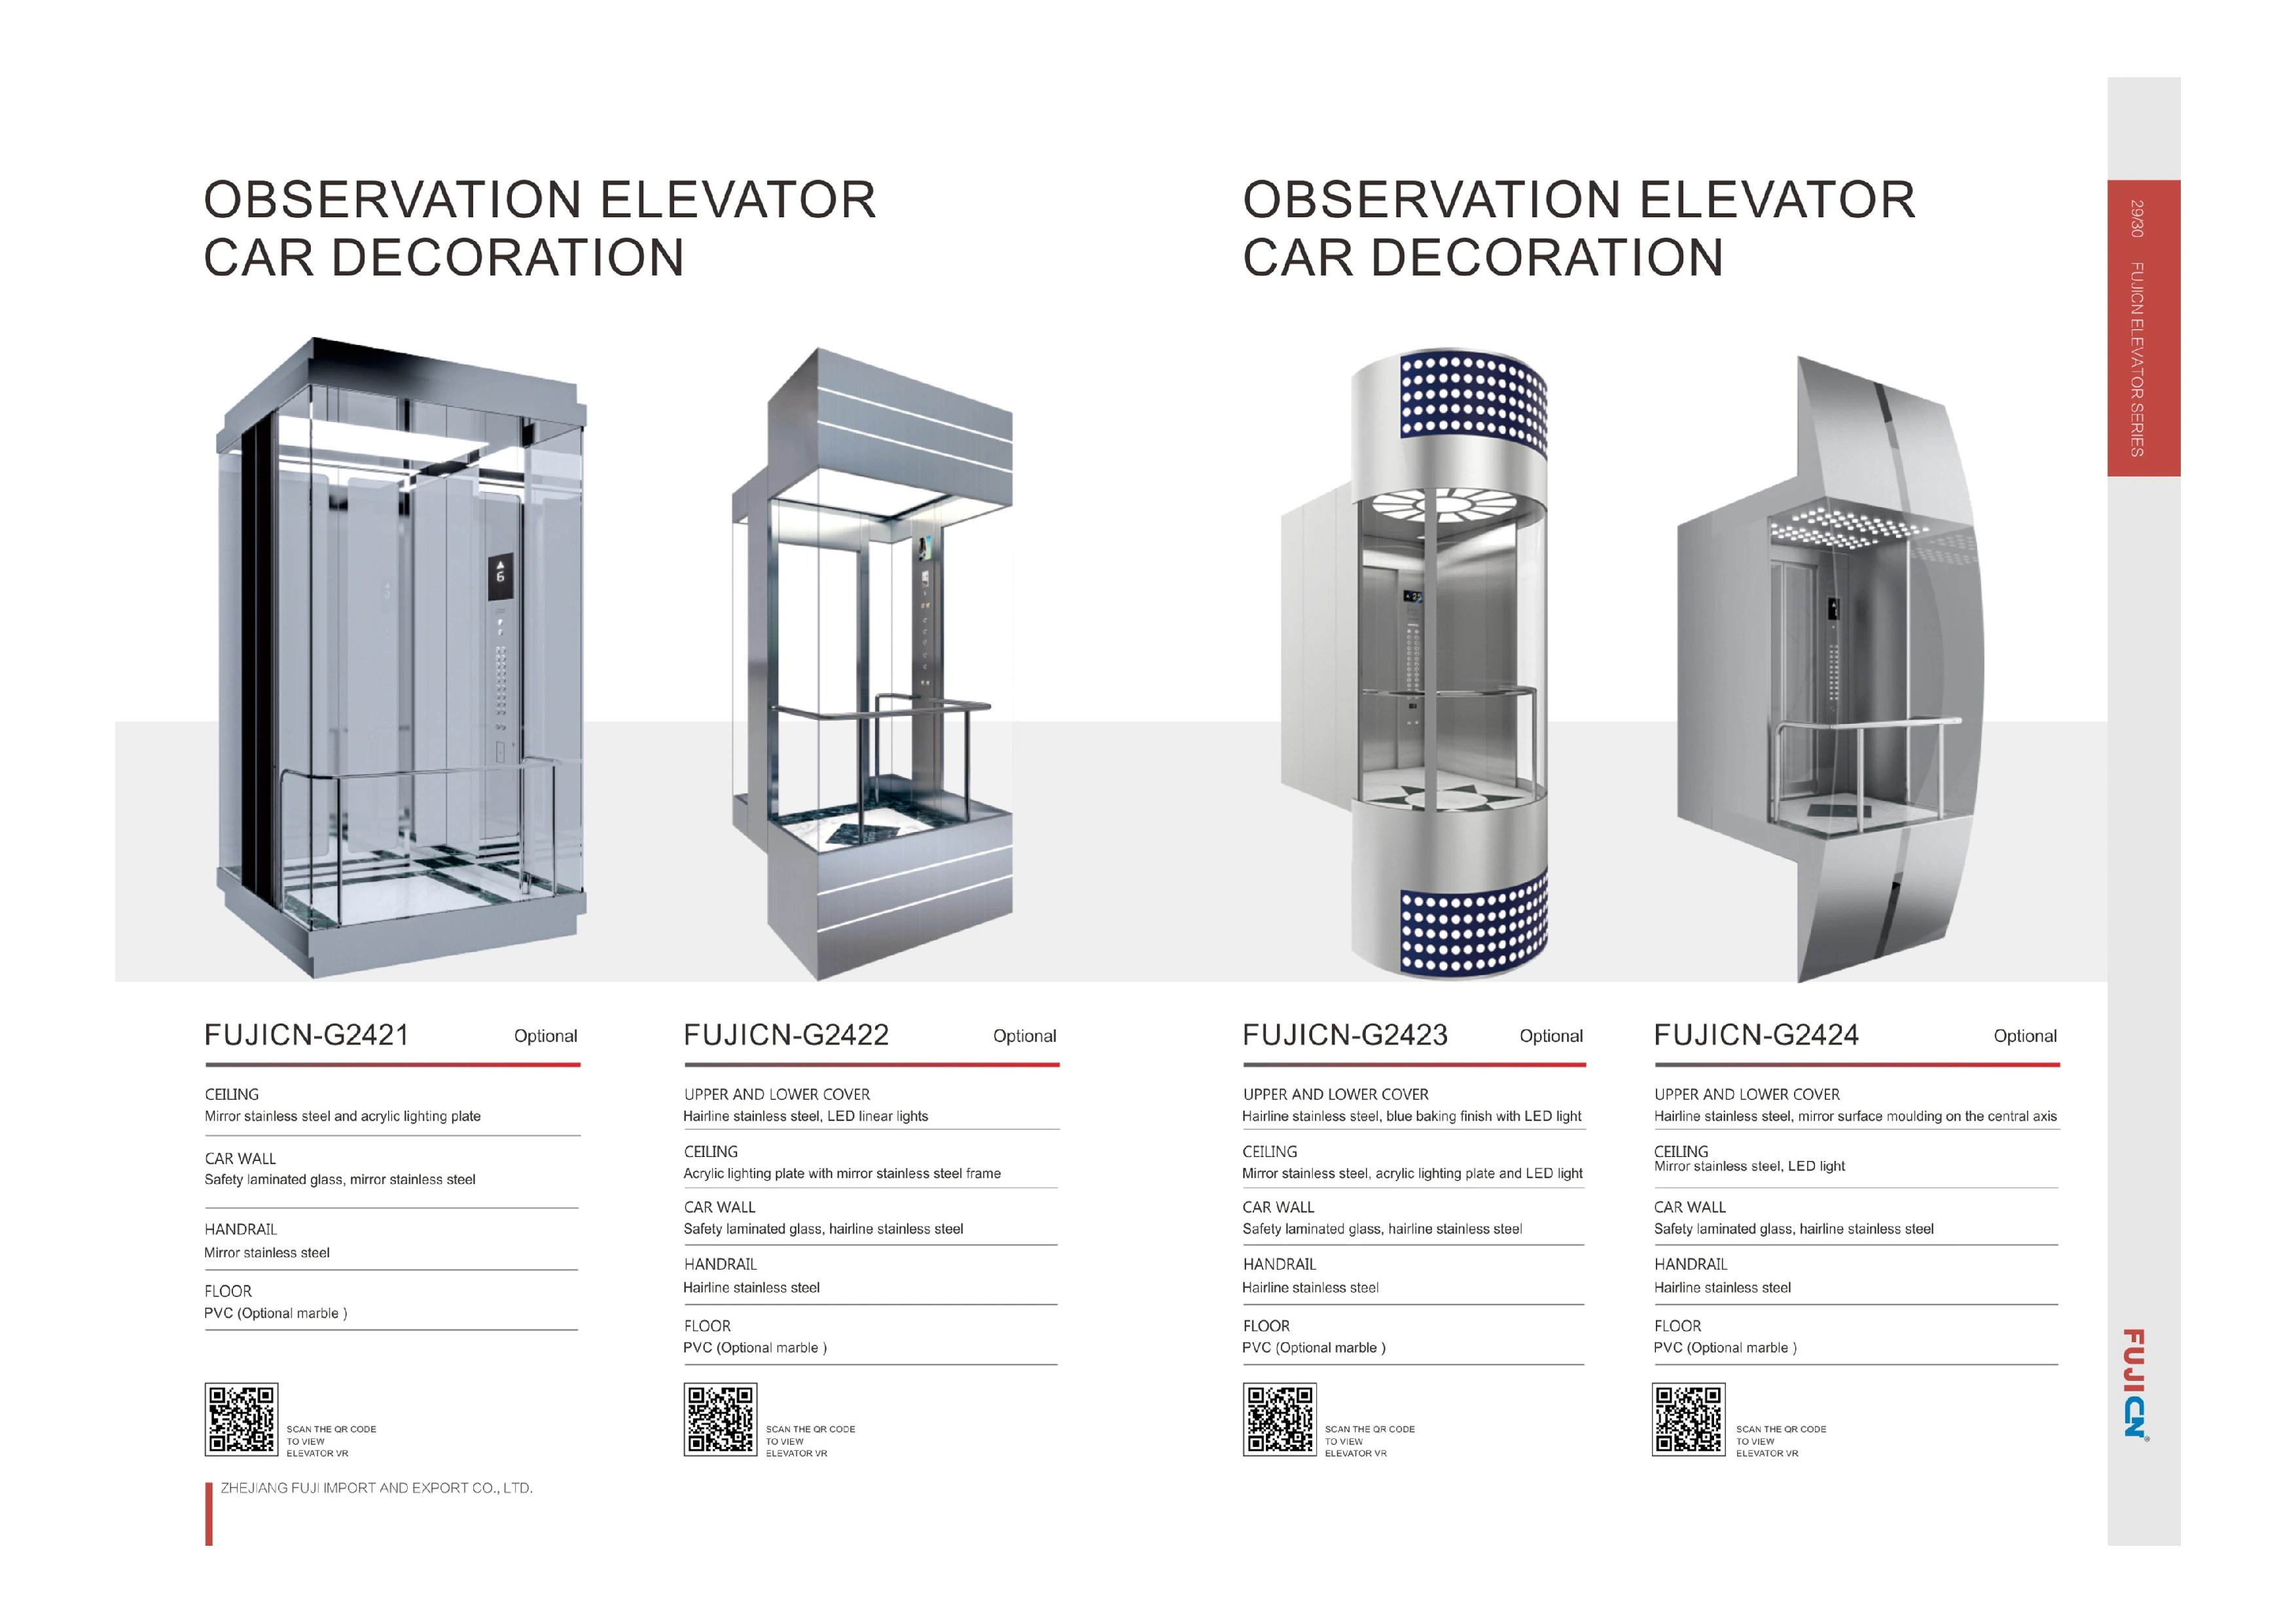 OBSERVATION ELEVATOR
CAR DECORATION
OBSERVATION ELEVATOR
CAR DECORATION
29/30 FUJICN ELEVATOR SERIES
6
FUJICN-G2421 Optional
CEILING
Mirror stainless steel and acrylic lighting plate
CAR WALL
Safety laminated glass, mirror stainless steel
HANDRAIL
Mirror stainless steel
FLOOR
PVC (Optional marble )
SCAN THE QR CODE
TO VIEW
ELEVATOR VR
FUJICN-G2422 Optional
UPPER AND LOWER COVER
Hairline stainless steel, LED linear lights
CEILING
Acrylic lighting plate with mirror stainless steel frame
CAR WALL
Safety laminated glass, hairline stainless steel
HANDRAIL
Hairline stainless steel
FLOOR
PVC (Optional marble )
SCAN THE QR CODE
TO VIEW
ELEVATOR VR
FUJICN-G2423 Optional
UPPER AND LOWER COVER
Hairline stainless steel, blue baking finish with LED light
CEILING
Mirror stainless steel, acrylic lighting plate and LED light
CAR WALL
Safety laminated glass, hairline stainless steel
HANDRAIL
Hairline stainless steel
FLOOR
PVC (Optional marble )
SCAN THE QR CODE
TO VIEW
ELEVATOR VR
FUJICN-G2424 Optional
UPPER AND LOWER COVER
Hairline stainless steel, mirror surface moulding on the central axis
CEILING
Mirror stainless steel, LED light
CAR WALL
Safety laminated glass, hairline stainless steel
HANDRAIL
Hairline stainless steel
FLOOR
PVC (Optional marble )
SCAN THE QR CODE
TO VIEW
ELEVATOR VR
FUJICN®
ZHEJIANG FUJI IMPORT AND EXPORT CO., LTD.